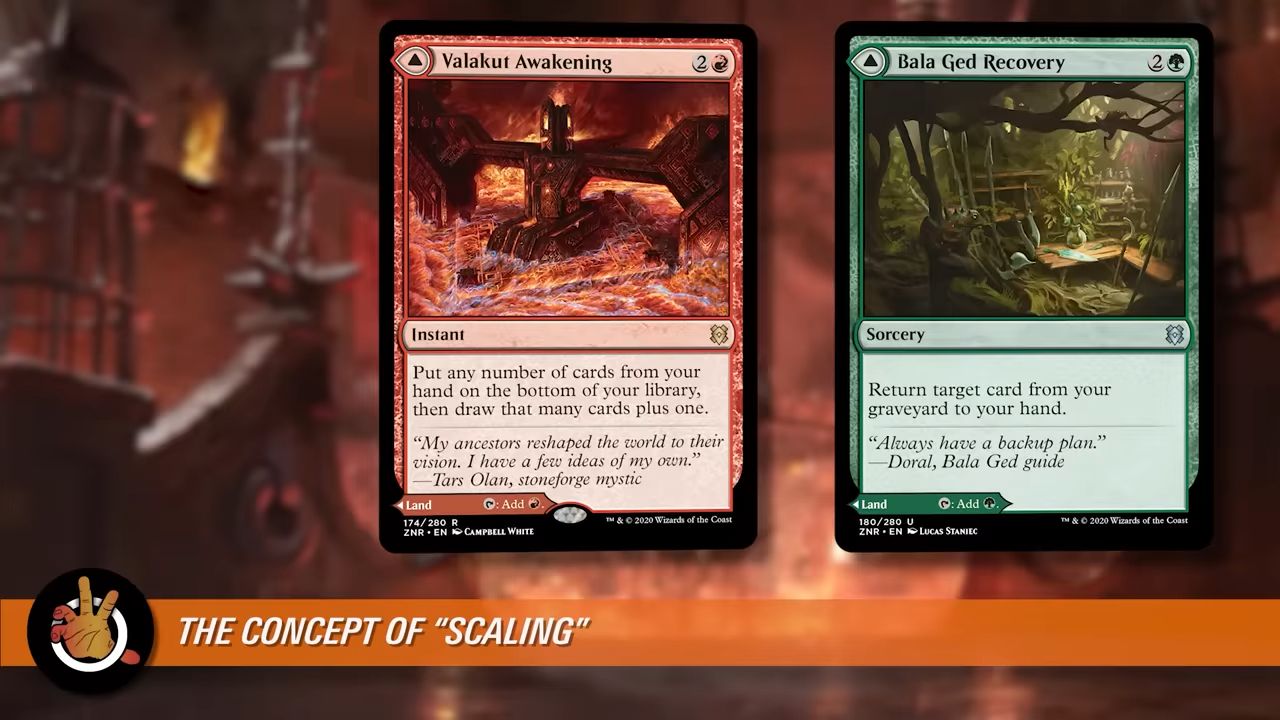 Valakut Awakening 2
Instant
Put any number of cards from your
hand on the bottom of your library,
then draw that many cards plus one.
“My ancestors reshaped the world to their
vision. I have a few ideas of my own.”
—Tars Olan, stoneforge mystic
Land : Add .
174/280 R
ZNR • EN Campbell White
™ & © 2020 Wizards of the Coast
Bala Ged Recovery 2
Sorcery
Return target card from your
graveyard to your hand.
“Always have a backup plan.”
—Doral, Bala Ged guide
Land : Add .
180/280 U
ZNR • EN Lucas Staniec
™ & © 2020 Wizards of the Coast
THE CONCEPT OF “SCALING”